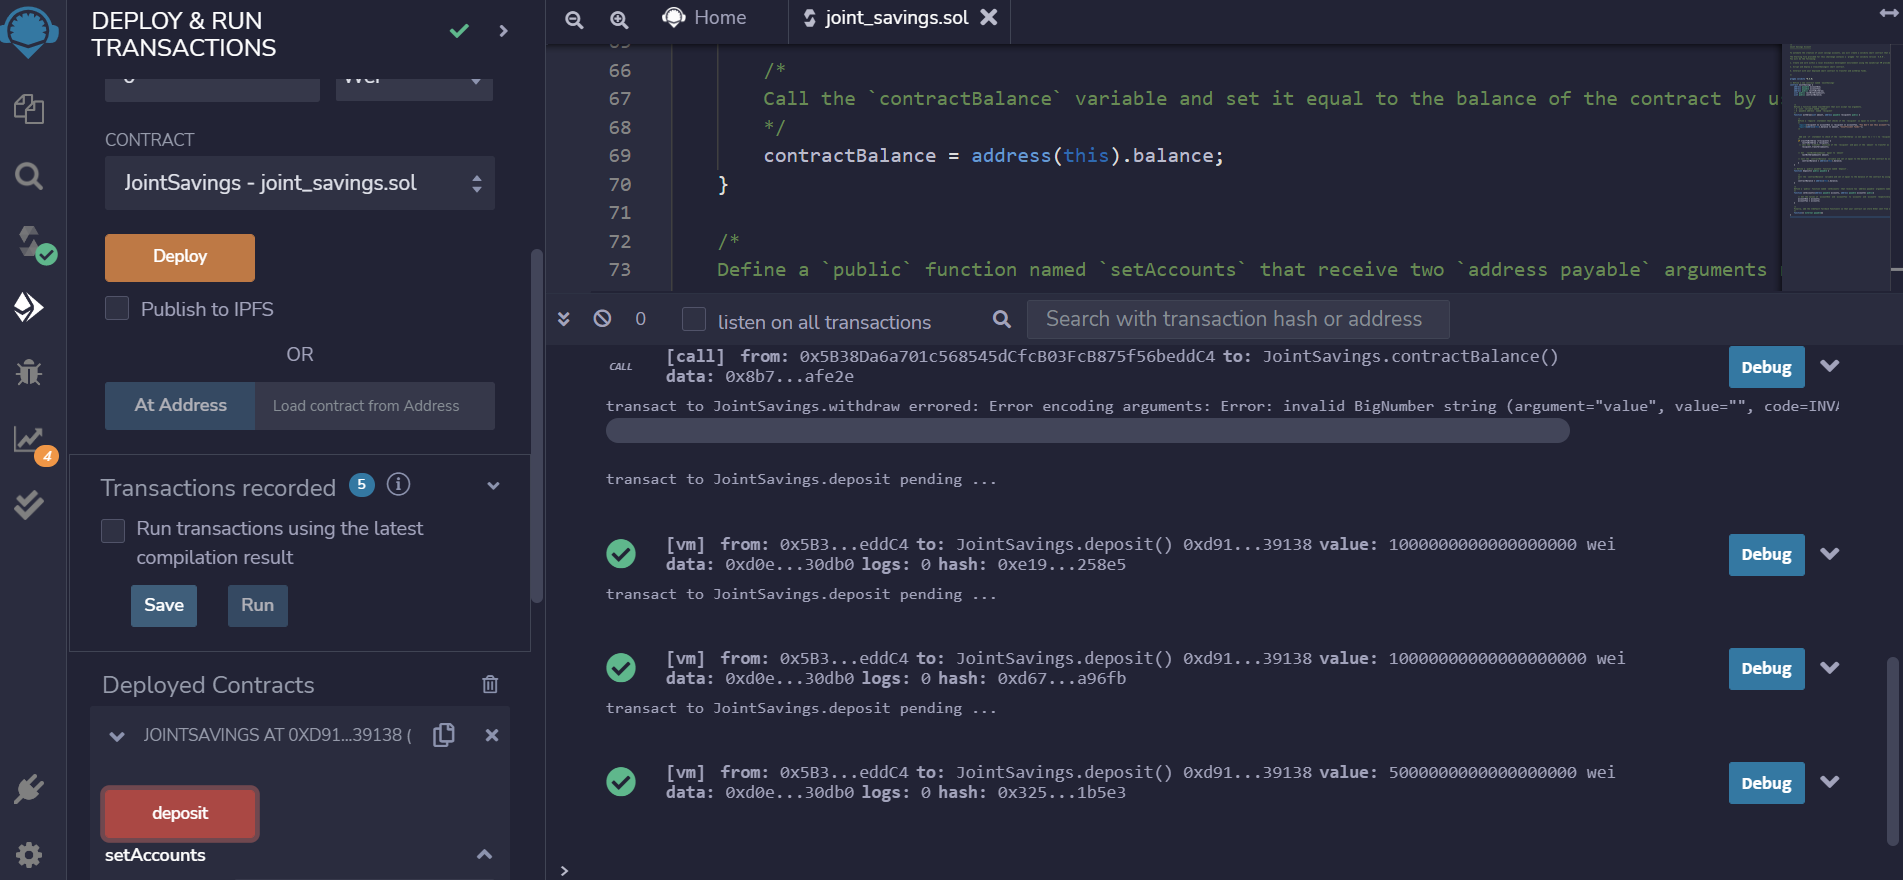 DEPLOY & RUN
TRANSACTIONS
CONTRACT
JointSavings - joint_savings.sol
Deploy
Publish to IPFS
OR
At Address
Load contract from Address
4
Transactions recorded 5 i
Run transactions using the latest
compilation result
Save
Run
Deployed Contracts
JOINTSAVINGS AT 0XD91...39138 (
deposit
setAccounts
Home
joint_savings.sol
66 /*
67 Call the `contractBalance` variable and set it equal to the balance of the contract by u
68 */
69 contractBalance = address(this).balance;
70 }
71
72 /*
73 Define a `public` function named `setAccounts` that receive two `address payable` arguments
0
listen on all transactions
Search with transaction hash or address
CALL
[call] from: 0x5B38Da6a701c568545dCfcB03FcB875f56beddC4 to: JointSavings.contractBalance()
data: 0x8b7...afe2e
Debug
transact to JointSavings.withdraw errored: Error encoding arguments: Error: invalid BigNumber string (argument="value", value="", code=INVA
transact to JointSavings.deposit pending ...
[vm] from: 0x5B3...eddC4 to: JointSavings.deposit() 0xd91...39138 value: 1000000000000000000 wei
data: 0xd0e...30db0 logs: 0 hash: 0xe19...258e5
Debug
transact to JointSavings.deposit pending ...
[vm] from: 0x5B3...eddC4 to: JointSavings.deposit() 0xd91...39138 value: 10000000000000000000 wei
data: 0xd0e...30db0 logs: 0 hash: 0xd67...a96fb
Debug
transact to JointSavings.deposit pending ...
[vm] from: 0x5B3...eddC4 to: JointSavings.deposit() 0xd91...39138 value: 5000000000000000000 wei
data: 0xd0e...30db0 logs: 0 hash: 0x325...1b5e3
Debug
>